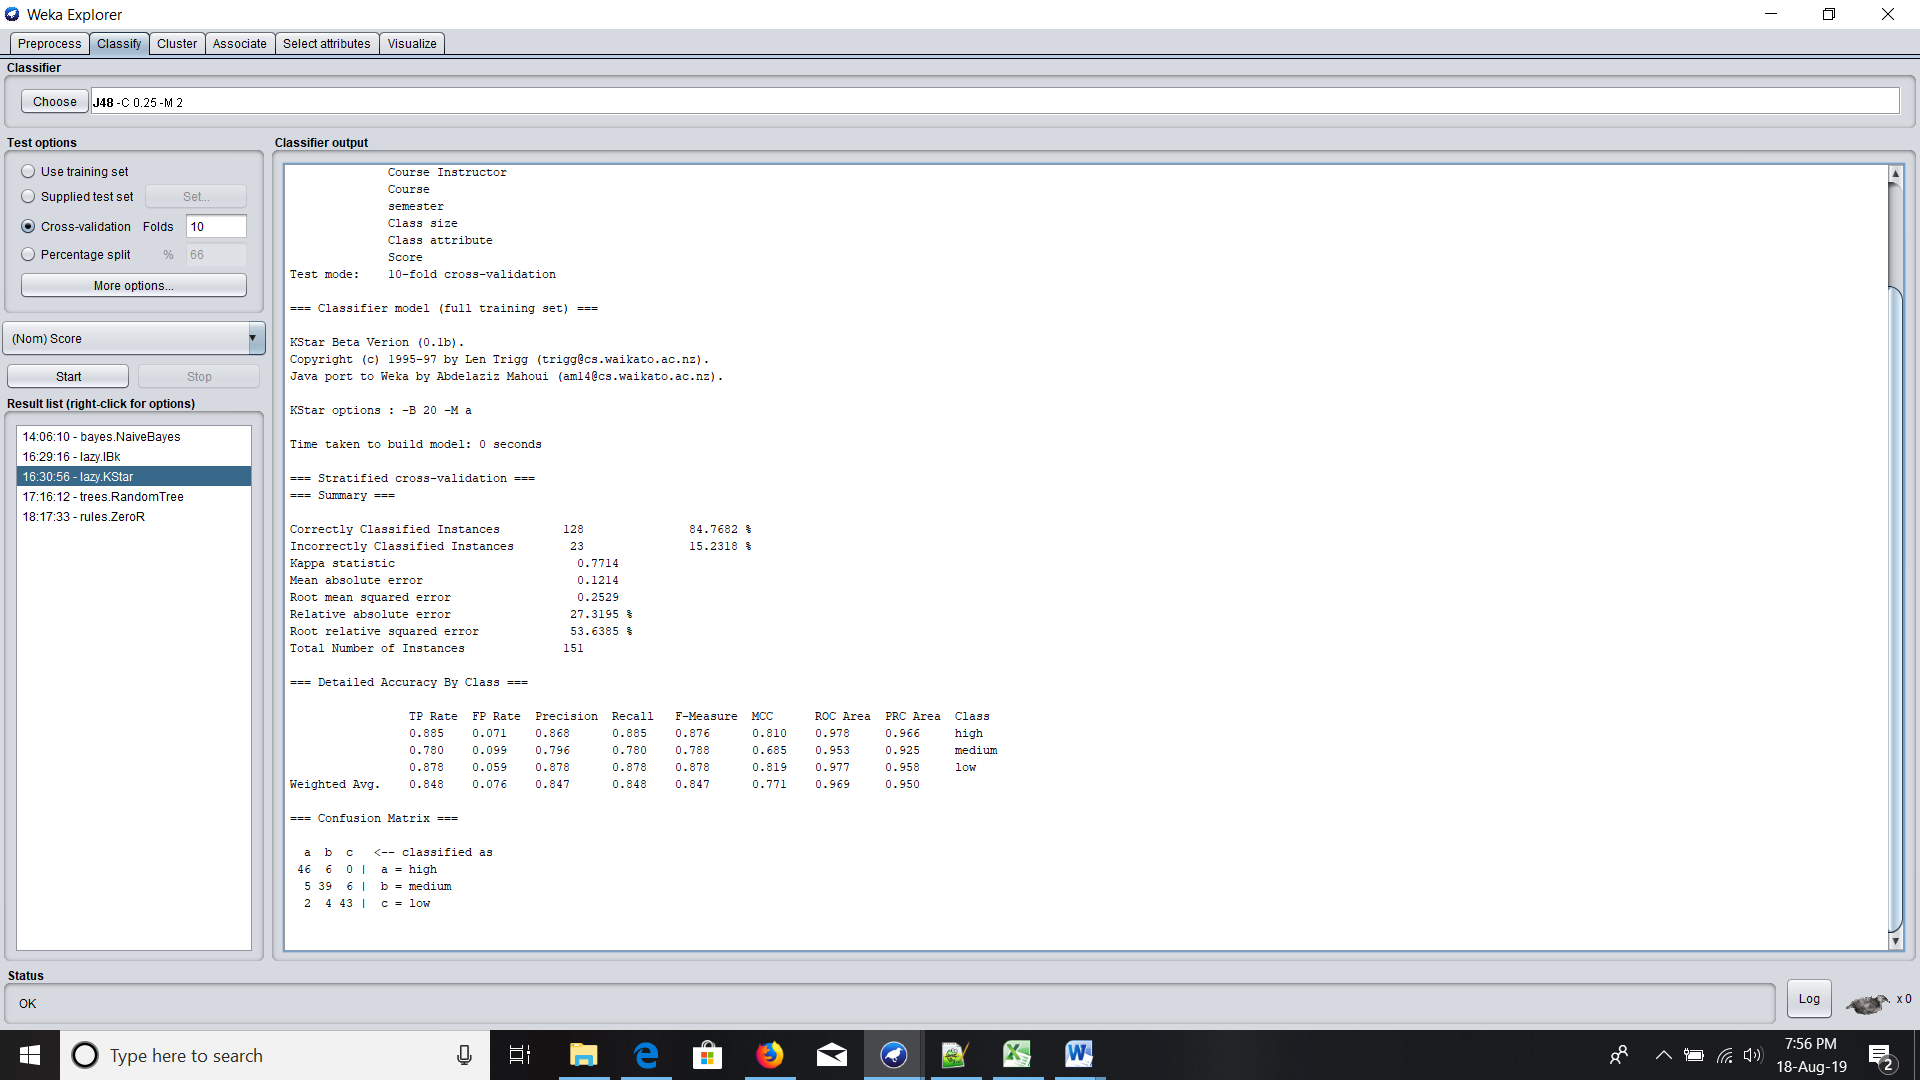 Weka Explorer
Preprocess Classify Cluster Associate Select attributes Visualize
Classifier
Choose J48 -C 0.25 -M 2
Test options
Use training set
Supplied test set Set...
Cross-validation Folds 10
Percentage split % 66
More options...
(Nom) Score
Start Stop
Result list (right-click for options)
14:06:10 - bayes.NaiveBayes
16:29:16 - lazy.IBk
16:30:56 - lazy.KStar
17:16:12 - trees.RandomTree
18:17:33 - rules.ZeroR
Classifier output
Course Instructor
Course
semester
Class size
Class attribute
Score
Test mode: 10-fold cross-validation
=== Classifier model (full training set) ===
KStar Beta Verion (0.1b).
Copyright (c) 1995-97 by Len Trigg (trigg@cs.waikato.ac.nz).
Java port to Weka by Abdelaziz Mahoui (am14@cs.waikato.ac.nz).
KStar options : -B 20 -M a
Time taken to build model: 0 seconds
=== Stratified cross-validation ===
=== Summary ===
Correctly Classified Instances 128 84.7682 %
Incorrectly Classified Instances 23 15.2318 %
Kappa statistic 0.7714
Mean absolute error 0.1214
Root mean squared error 0.2529
Relative absolute error 27.3195 %
Root relative squared error 53.6385 %
Total Number of Instances 151
=== Detailed Accuracy By Class ===
TP Rate FP Rate Precision Recall F-Measure MCC ROC Area PRC Area Class
0.885 0.071 0.868 0.885 0.876 0.810 0.978 0.966 high
0.780 0.099 0.796 0.780 0.788 0.685 0.953 0.925 medium
0.878 0.059 0.878 0.878 0.878 0.819 0.977 0.958 low
Weighted Avg. 0.848 0.076 0.847 0.848 0.847 0.771 0.969 0.950
=== Confusion Matrix ===
a b c <-- classified as
46 6 0 | a = high
5 39 6 | b = medium
2 4 43 | c = low
Status
OK
Log x 0
Type here to search
7:56 PM
18-Aug-19
2